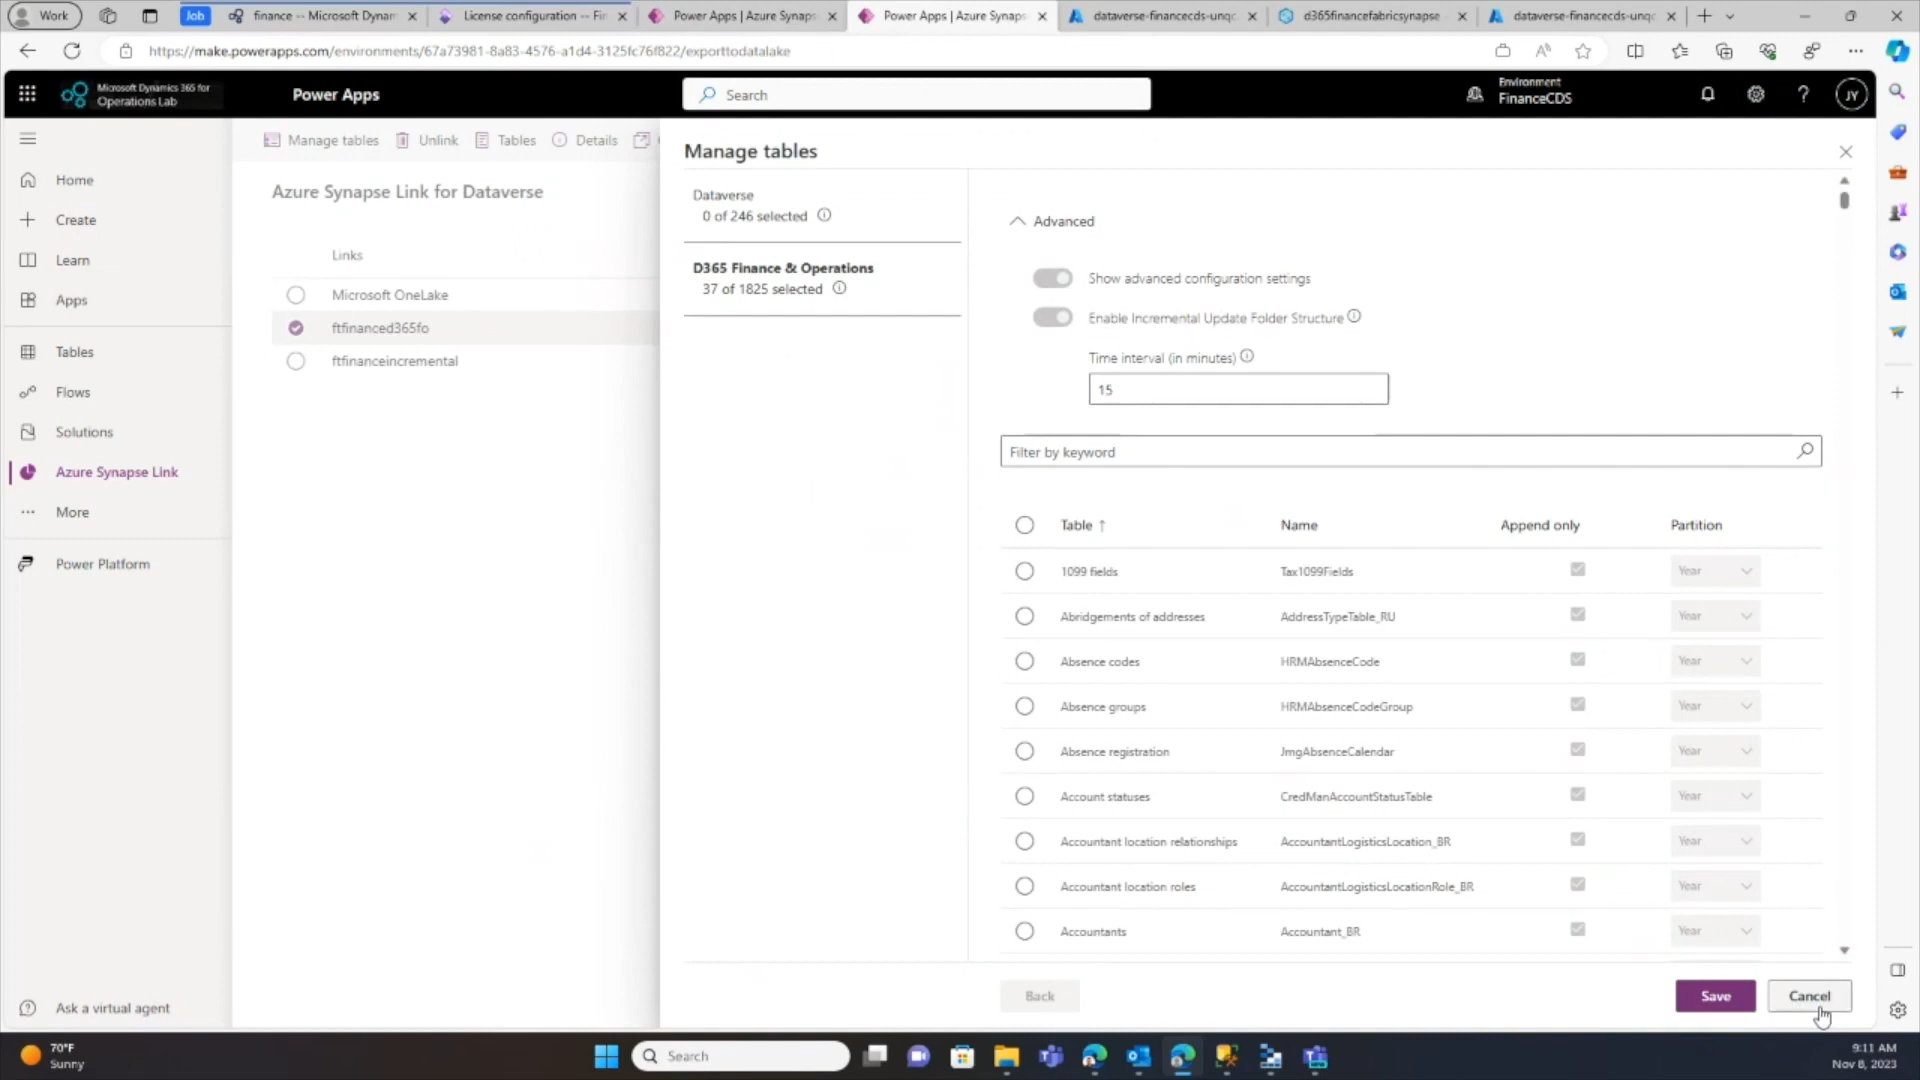 Work
Job
finance -- Microsoft Dynam
License configuration -- Fin
Power Apps | Azure Synaps
Power Apps | Azure Synaps
dataverse-financecds-unqc
d365financefabricsynapse
dataverse-financecds-unqc
https://make.powerapps.com/environments/67a73981-8a83-4576-a1d4-3125fc76f822/exporttodatalake
Microsoft Dynamics 365 for
Operations Lab
Power Apps
Search
Environment
FinanceCDS
JY
Home
Create
Learn
Apps
Tables
Flows
Solutions
Azure Synapse Link
More
Power Platform
Ask a virtual agent
Manage tables
Unlink
Tables
Details
Azure Synapse Link for Dataverse
Links
Microsoft OneLake
ftfinanced365fo
ftfinanceincremental
Manage tables
Dataverse
0 of 246 selected
D365 Finance & Operations
37 of 1825 selected
Advanced
Show advanced configuration settings
Enable Incremental Update Folder Structure
Time interval (in minutes)
15
Filter by keyword
Table ↑ Name Append only Partition
1099 fields Tax1099Fields Year
Abridgements of addresses AddressTypeTable_RU Year
Absence codes HRMAbsenceCode Year
Absence groups HRMAbsenceCodeGroup Year
Absence registration JmgAbsenceCalendar Year
Account statuses CredManAccountStatusTable Year
Accountant location relationships AccountantLogisticsLocation_BR Year
Accountant location roles AccountantLogisticsLocationRole_BR Year
Accountants Accountant_BR Year
Back
Save
Cancel
70°F
Sunny
Search
9:11 AM
Nov 8, 2023